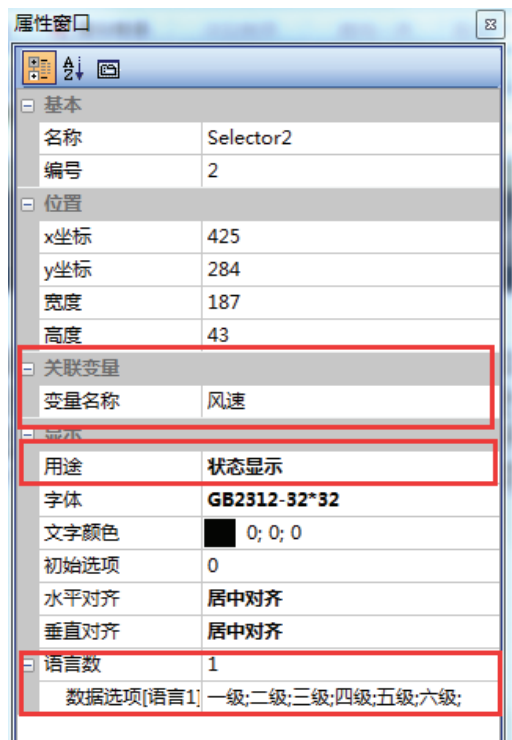 属性窗口
基本
名称 Selector2
编号 2
位置
x坐标 425
y坐标 284
宽度 187
高度 43
关联变量
变量名称 风速
显示
用途 状态显示
字体 GB2312-32*32
文字颜色 0; 0; 0
初始选项 0
水平对齐 居中对齐
垂直对齐 居中对齐
语言数 1
数据选项[语言1] 一级;二级;三级;四级;五级;六级;